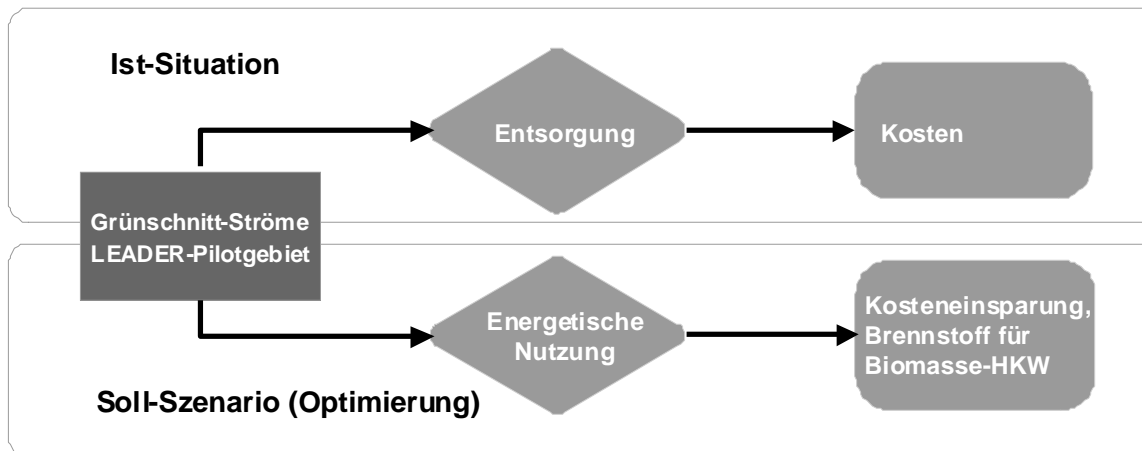 Ist-Situation
Entsorgung
Kosten
Grünschnitt-Ströme
LEADER-Pilotgebiet
Energetische
Nutzung
Kosteneinsparung,
Brennstoff für
Biomasse-HKW
Soll-Szenario (Optimierung)